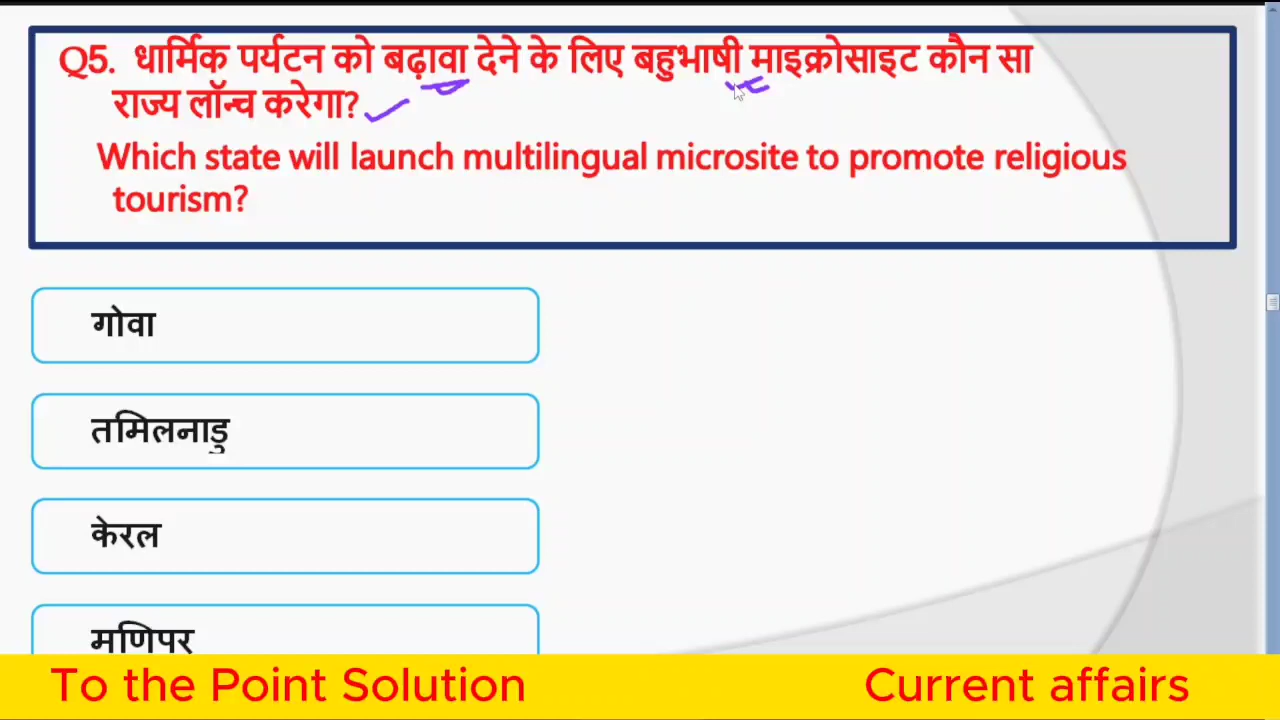 Q5. धार्मिक पर्यटन को बढ़ावा देने के लिए बहुभाषी माइक्रोसाइट कौन सा
राज्य लॉन्च करेगा?
Which state will launch multilingual microsite to promote religious
tourism?
गोवा
तमिलनाडु
केरल
मणिपुर
To the Point Solution
Current affairs